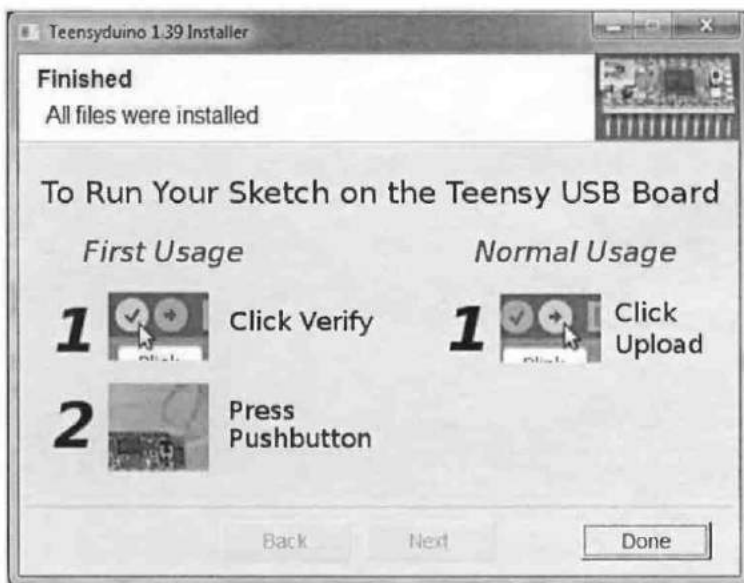 Teensyduino 1.39 Installer
Finished
All files were installed
To Run Your Sketch on the Teensy USB Board
First Usage
1 Click Verify
2 Press
Pushbutton
Normal Usage
1 Click
Upload
Back Next Done